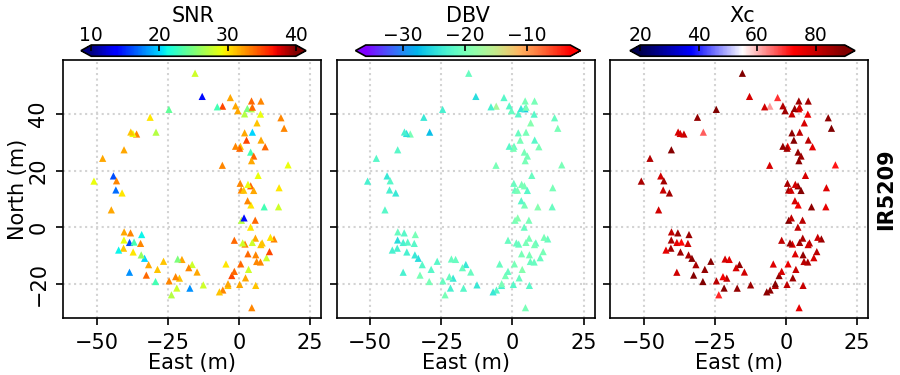 SNR DBV Xc
10 20 30 40 −30 −20 −10 20 40 60 80
North (m)
40
20
0
−20
IR5209
−50 −25 0 25 −50 −25 0 25 −50 −25 0 25
East (m) East (m) East (m)